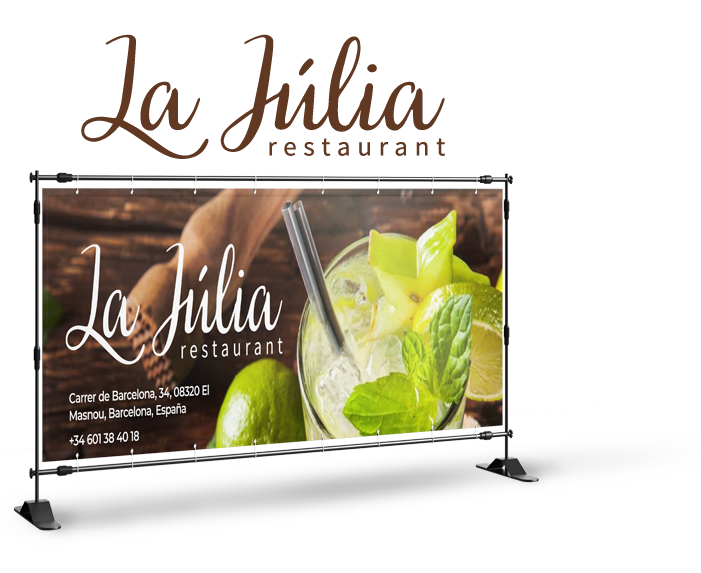 La Júlia
restaurant
La Júlia
restaurant
Carrer de Barcelona, 34, 08320 El
Masnou, Barcelona, España
+34 601 38 40 18